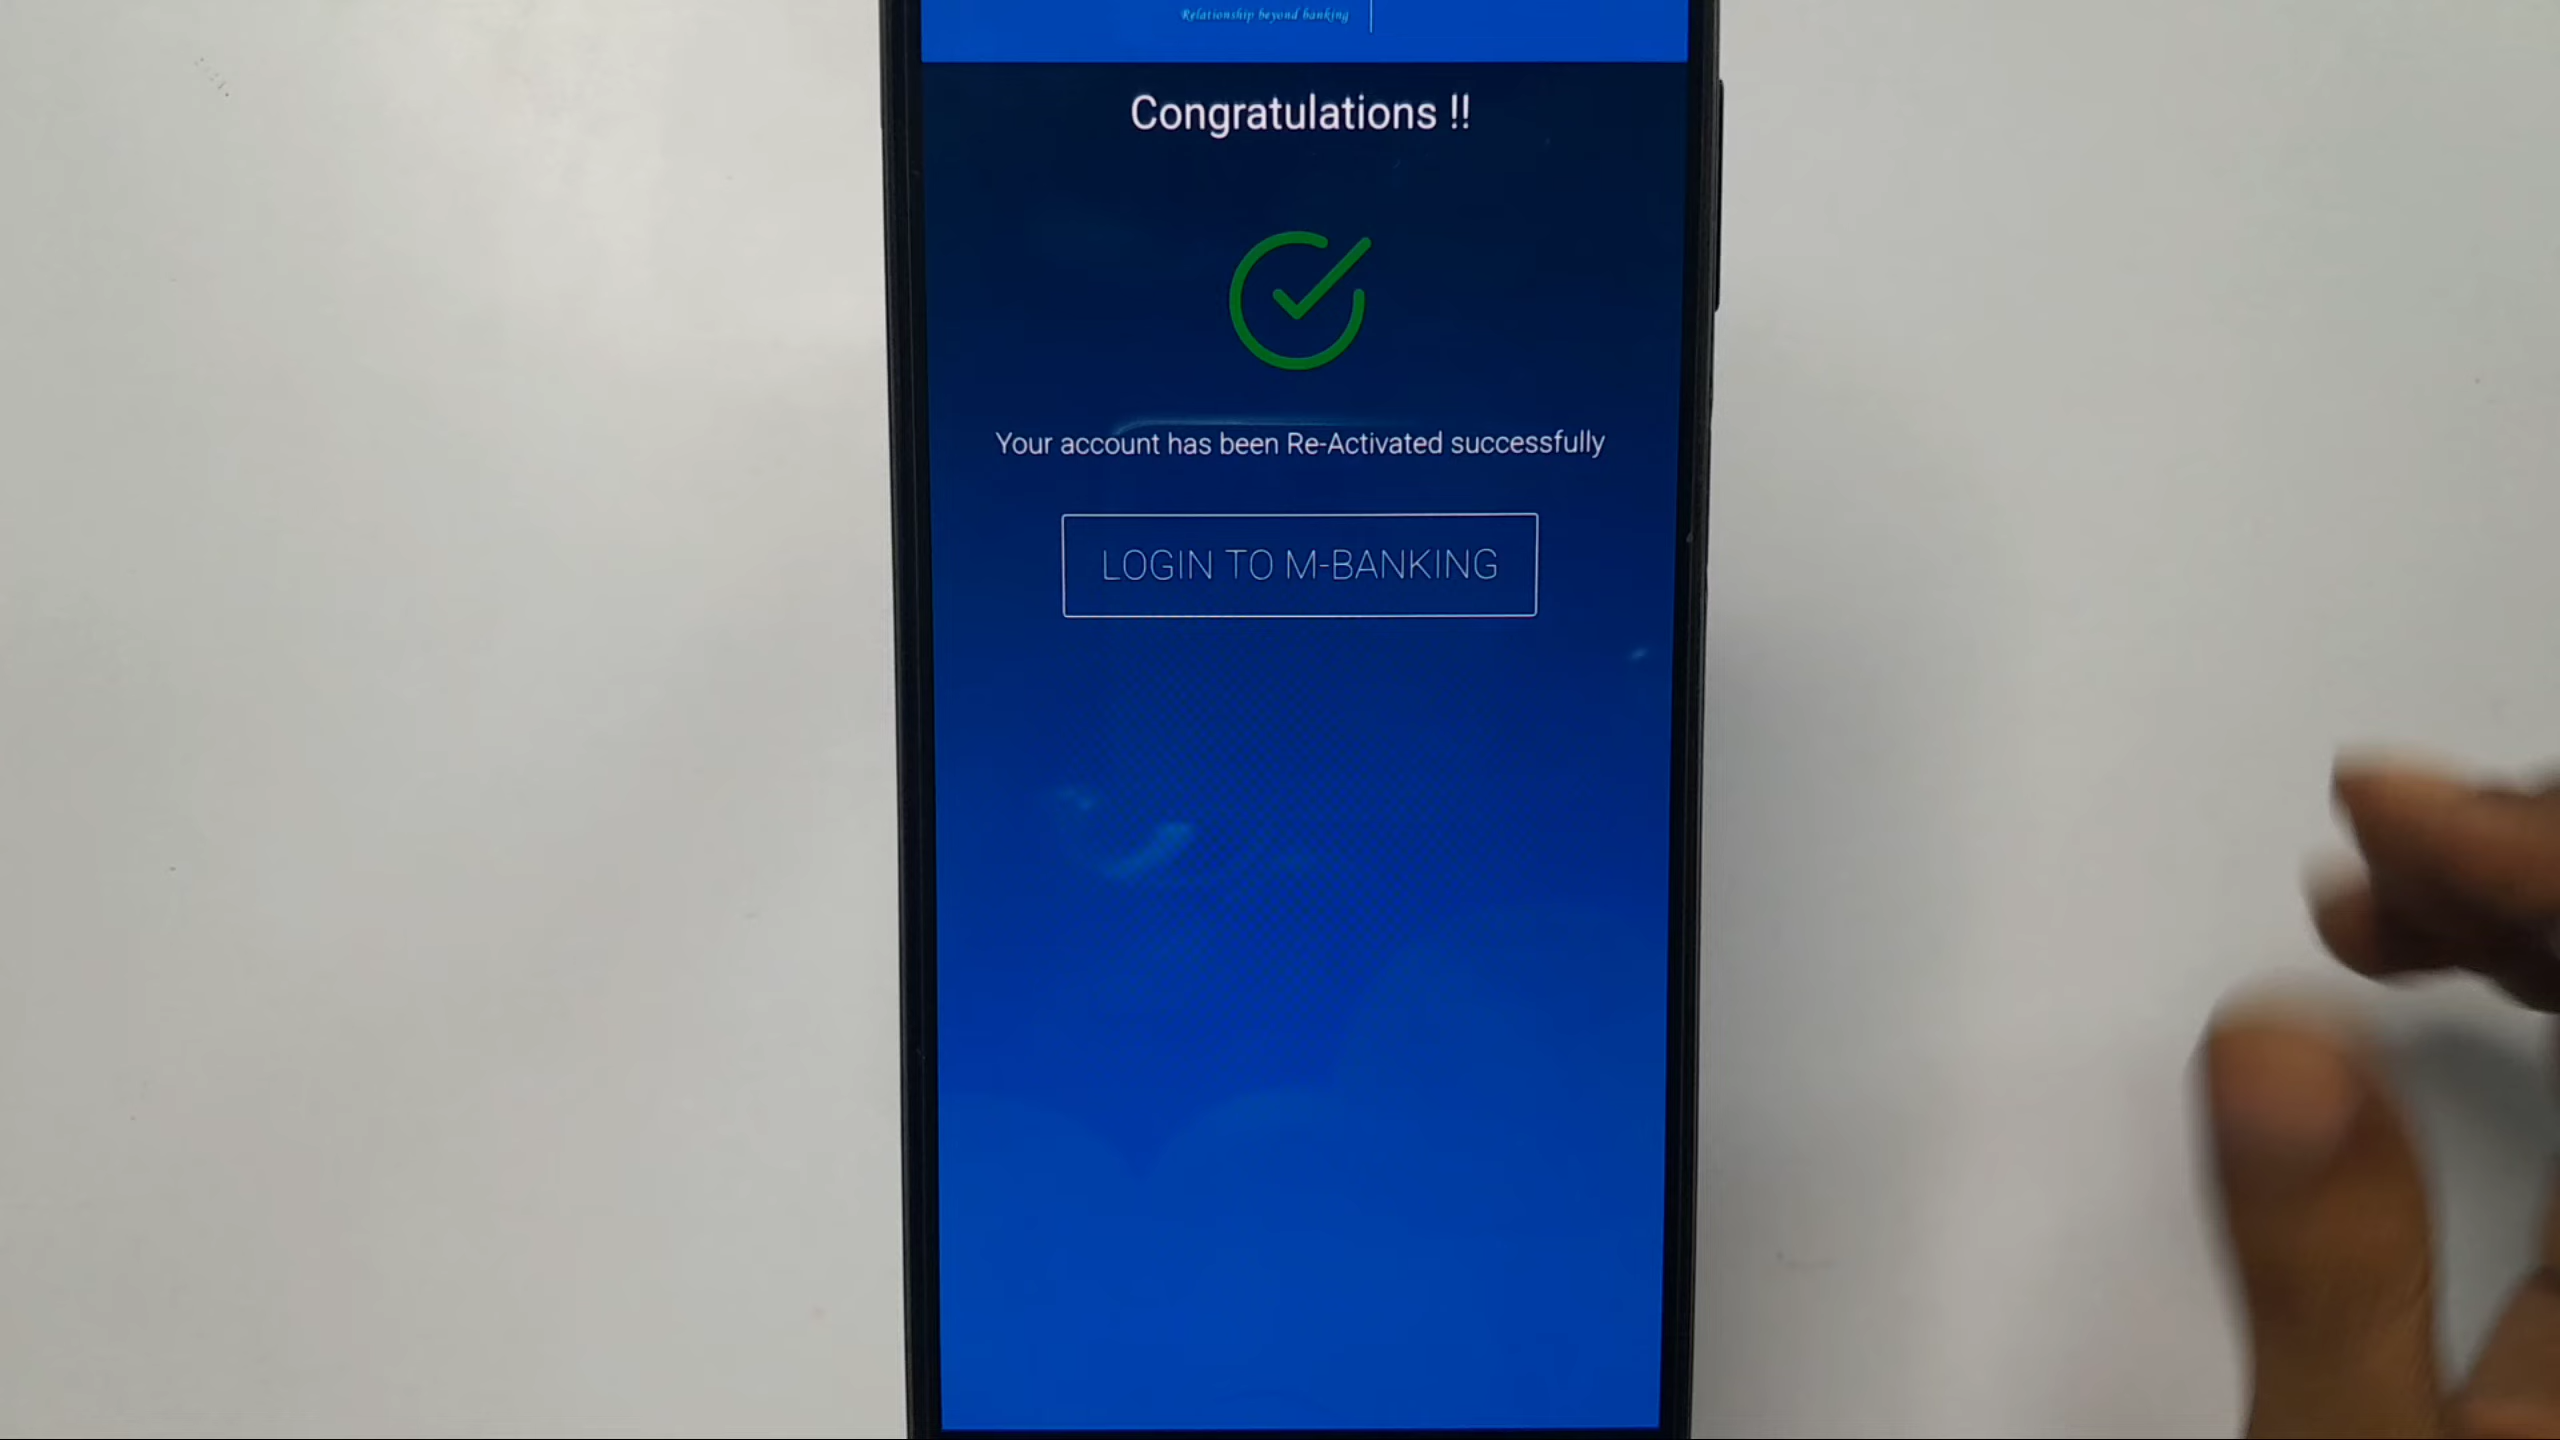 Relationship beyond banking
Congratulations !!
Your account has been Re-Activated successfully
LOGIN TO M-BANKING